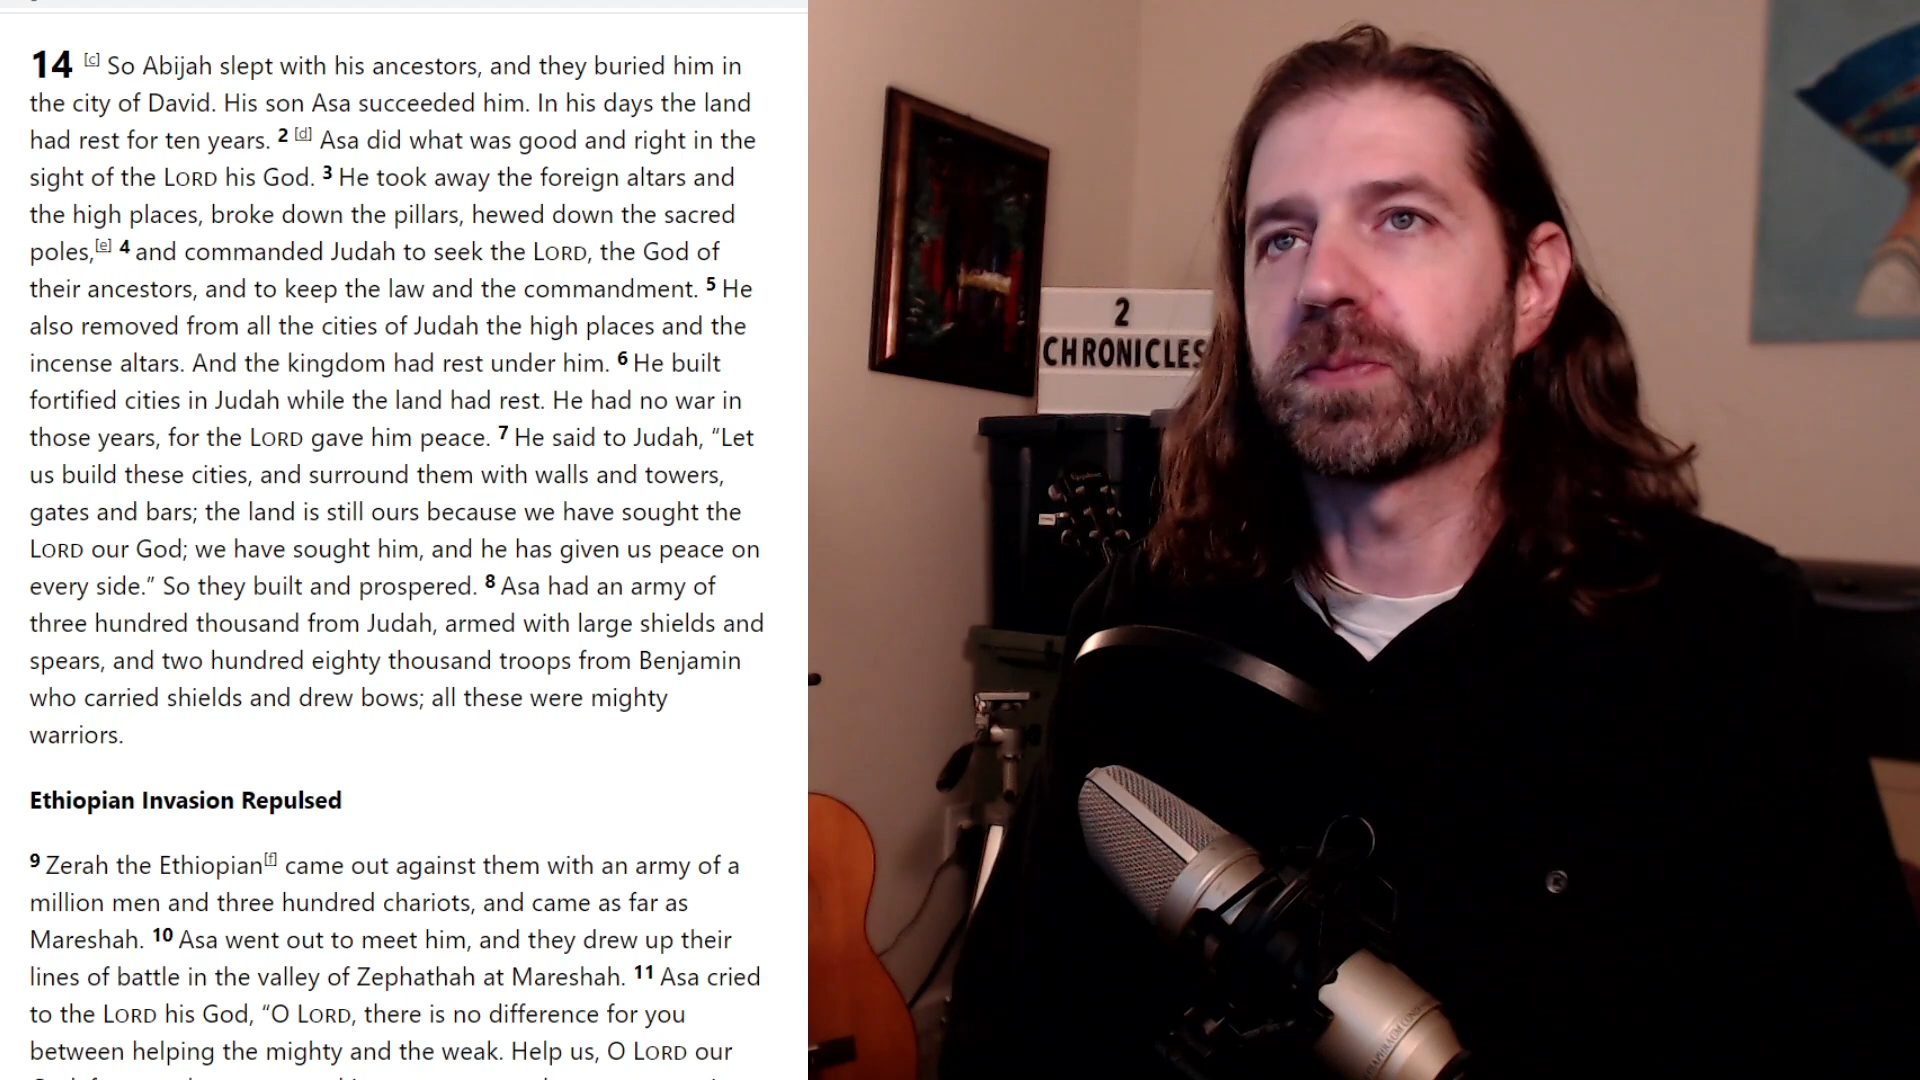 14 [c] So Abijah slept with his ancestors, and they buried him in
the city of David. His son Asa succeeded him. In his days the land
had rest for ten years. 2 [d] Asa did what was good and right in the
sight of the LORD his God. 3 He took away the foreign altars and
the high places, broke down the pillars, hewed down the sacred
poles,[e] 4 and commanded Judah to seek the LORD, the God of
their ancestors, and to keep the law and the commandment. 5 He
also removed from all the cities of Judah the high places and the
incense altars. And the kingdom had rest under him. 6 He built
fortified cities in Judah while the land had rest. He had no war in
those years, for the LORD gave him peace. 7 He said to Judah, “Let
us build these cities, and surround them with walls and towers,
gates and bars; the land is still ours because we have sought the
LORD our God; we have sought him, and he has given us peace on
every side.” So they built and prospered. 8 Asa had an army of
three hundred thousand from Judah, armed with large shields and
spears, and two hundred eighty thousand troops from Benjamin
who carried shields and drew bows; all these were mighty
warriors.
Ethiopian Invasion Repulsed
9 Zerah the Ethiopian[f] came out against them with an army of a
million men and three hundred chariots, and came as far as
Mareshah. 10 Asa went out to meet him, and they drew up their
lines of battle in the valley of Zephathah at Mareshah. 11 Asa cried
to the LORD his God, “O LORD, there is no difference for you
between helping the mighty and the weak. Help us, O LORD our
2
CHRONICLES